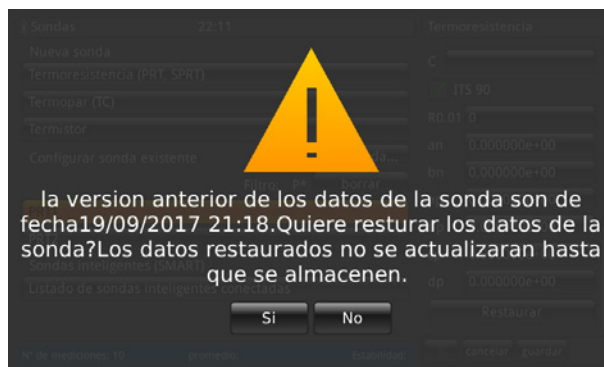 Sondas 22:11
Termoresistencia
Nueva sonda
Termoresistencia (PRT, SPRT)
C
Termopar (TC)
ITS 90
Termistor
R0.01 0
Configurar sonda existente
an 0.000000e+00
bn 0.000000e+00
Filtro: P* borrar
la version anterior de los datos de la sonda son de
fecha19/09/2017 21:18.Quiere resturar los datos de la
sonda?Los datos restaurados no se actualizaran hasta
que se almacenen.
Sondas inteligentes (SMART)
Listado de sondas inteligentes conectadas
dp 0.000000e+00
Si No
Restaurar
N° de mediciones: 10 promedio: Estabilidad:
cancelar guardar